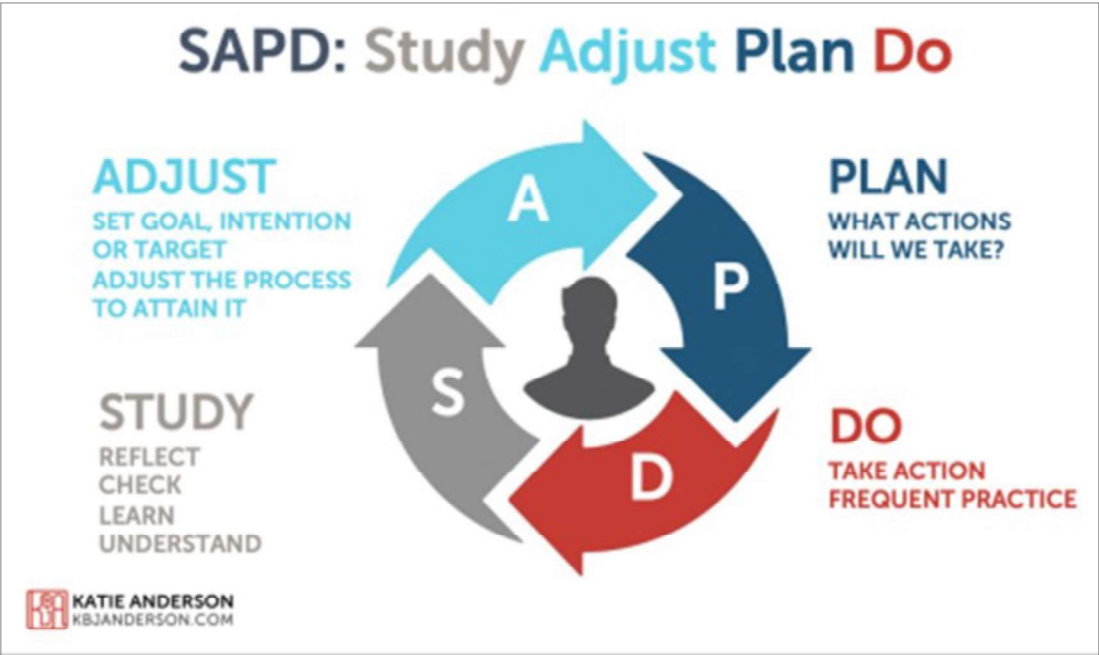 SAPD: Study Adjust Plan Do
ADJUST
SET GOAL, INTENTION
OR TARGET
ADJUST THE PROCESS
TO ATTAIN IT
A
PLAN
WHAT ACTIONS
WILL WE TAKE?
P
STUDY
REFLECT
CHECK
LEARN
UNDERSTAND
S
DO
TAKE ACTION
FREQUENT PRACTICE
D
KATIE ANDERSON
KBJANDERSON.COM